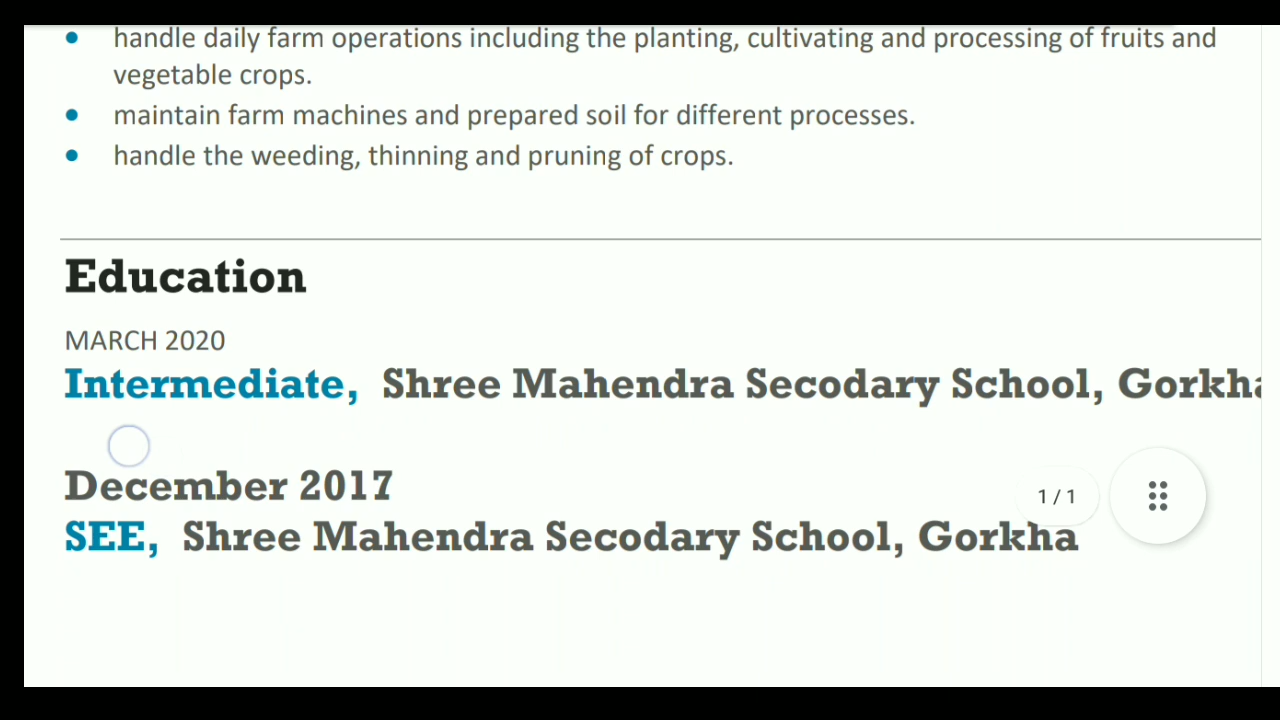 handle daily farm operations including the planting, cultivating and processing of fruits and
vegetable crops.
maintain farm machines and prepared soil for different processes.
handle the weeding, thinning and pruning of crops.
Education
MARCH 2020
Intermediate, Shree Mahendra Secodary School, Gorkha
December 2017
1 / 1
SEE, Shree Mahendra Secodary School, Gorkha